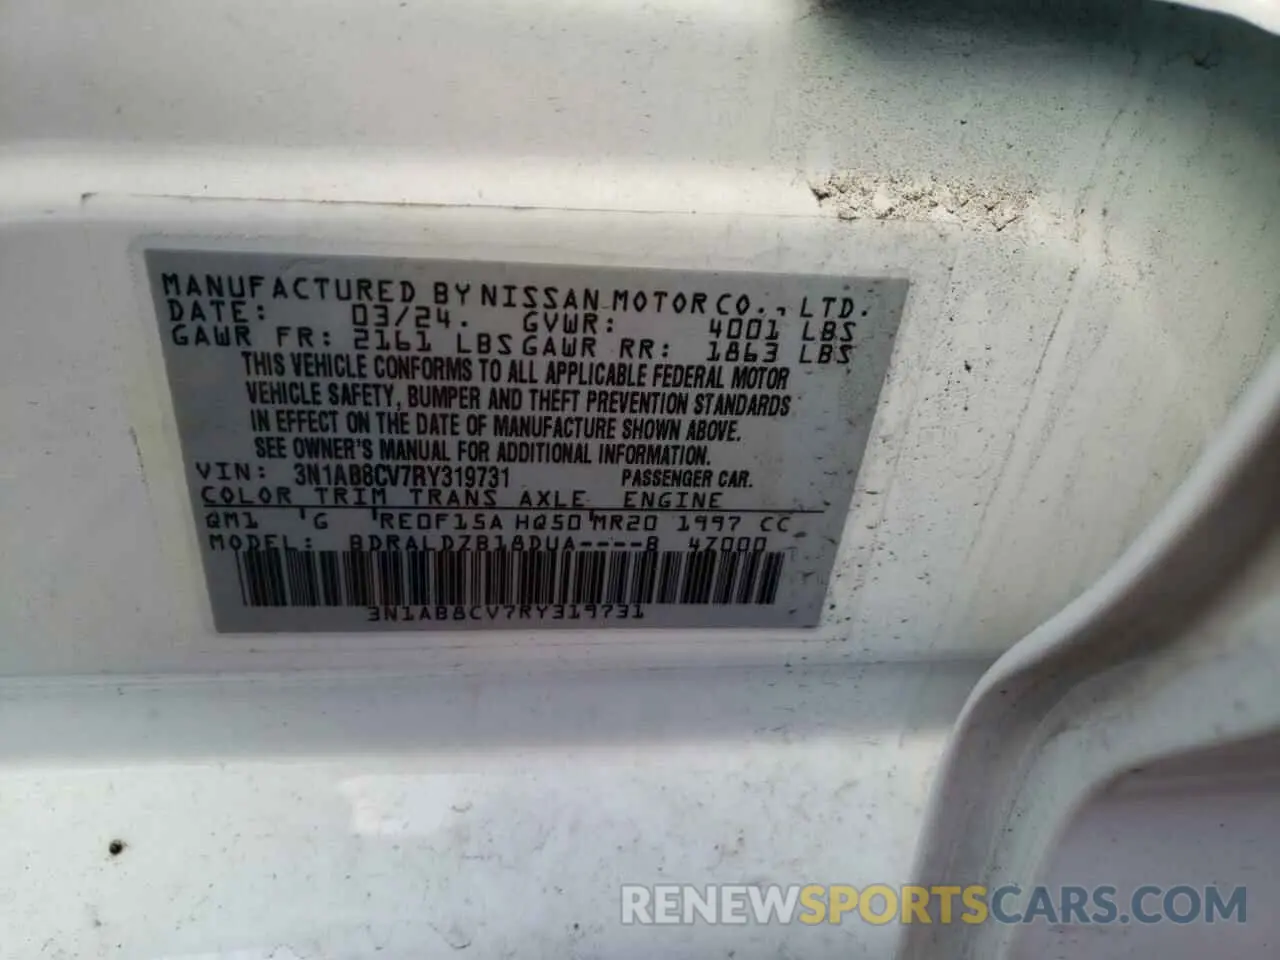 MANUFACTURED BY NISSAN MOTOR CO., LTD.
DATE: 03/24. GVWR: 4001 LBS
GAWR FR: 2161 LBS GAWR RR: 1863 LBS
THIS VEHICLE CONFORMS TO ALL APPLICABLE FEDERAL MOTOR
VEHICLE SAFETY, BUMPER AND THEFT PREVENTION STANDARDS
IN EFFECT ON THE DATE OF MANUFACTURE SHOWN ABOVE.
SEE OWNER'S MANUAL FOR ADDITIONAL INFORMATION.
VIN: 3N1AB8CV7RY319731 PASSENGER CAR.
COLOR TRIM TRANS AXLE ENGINE
QM1 'G 'RE0F15A HQ50 'MR20 1997 CC
MODEL: BDRALDZB18DUA----B 47000
3N1AB8CV7RY319731
RENEWSPORTSCARS.COM